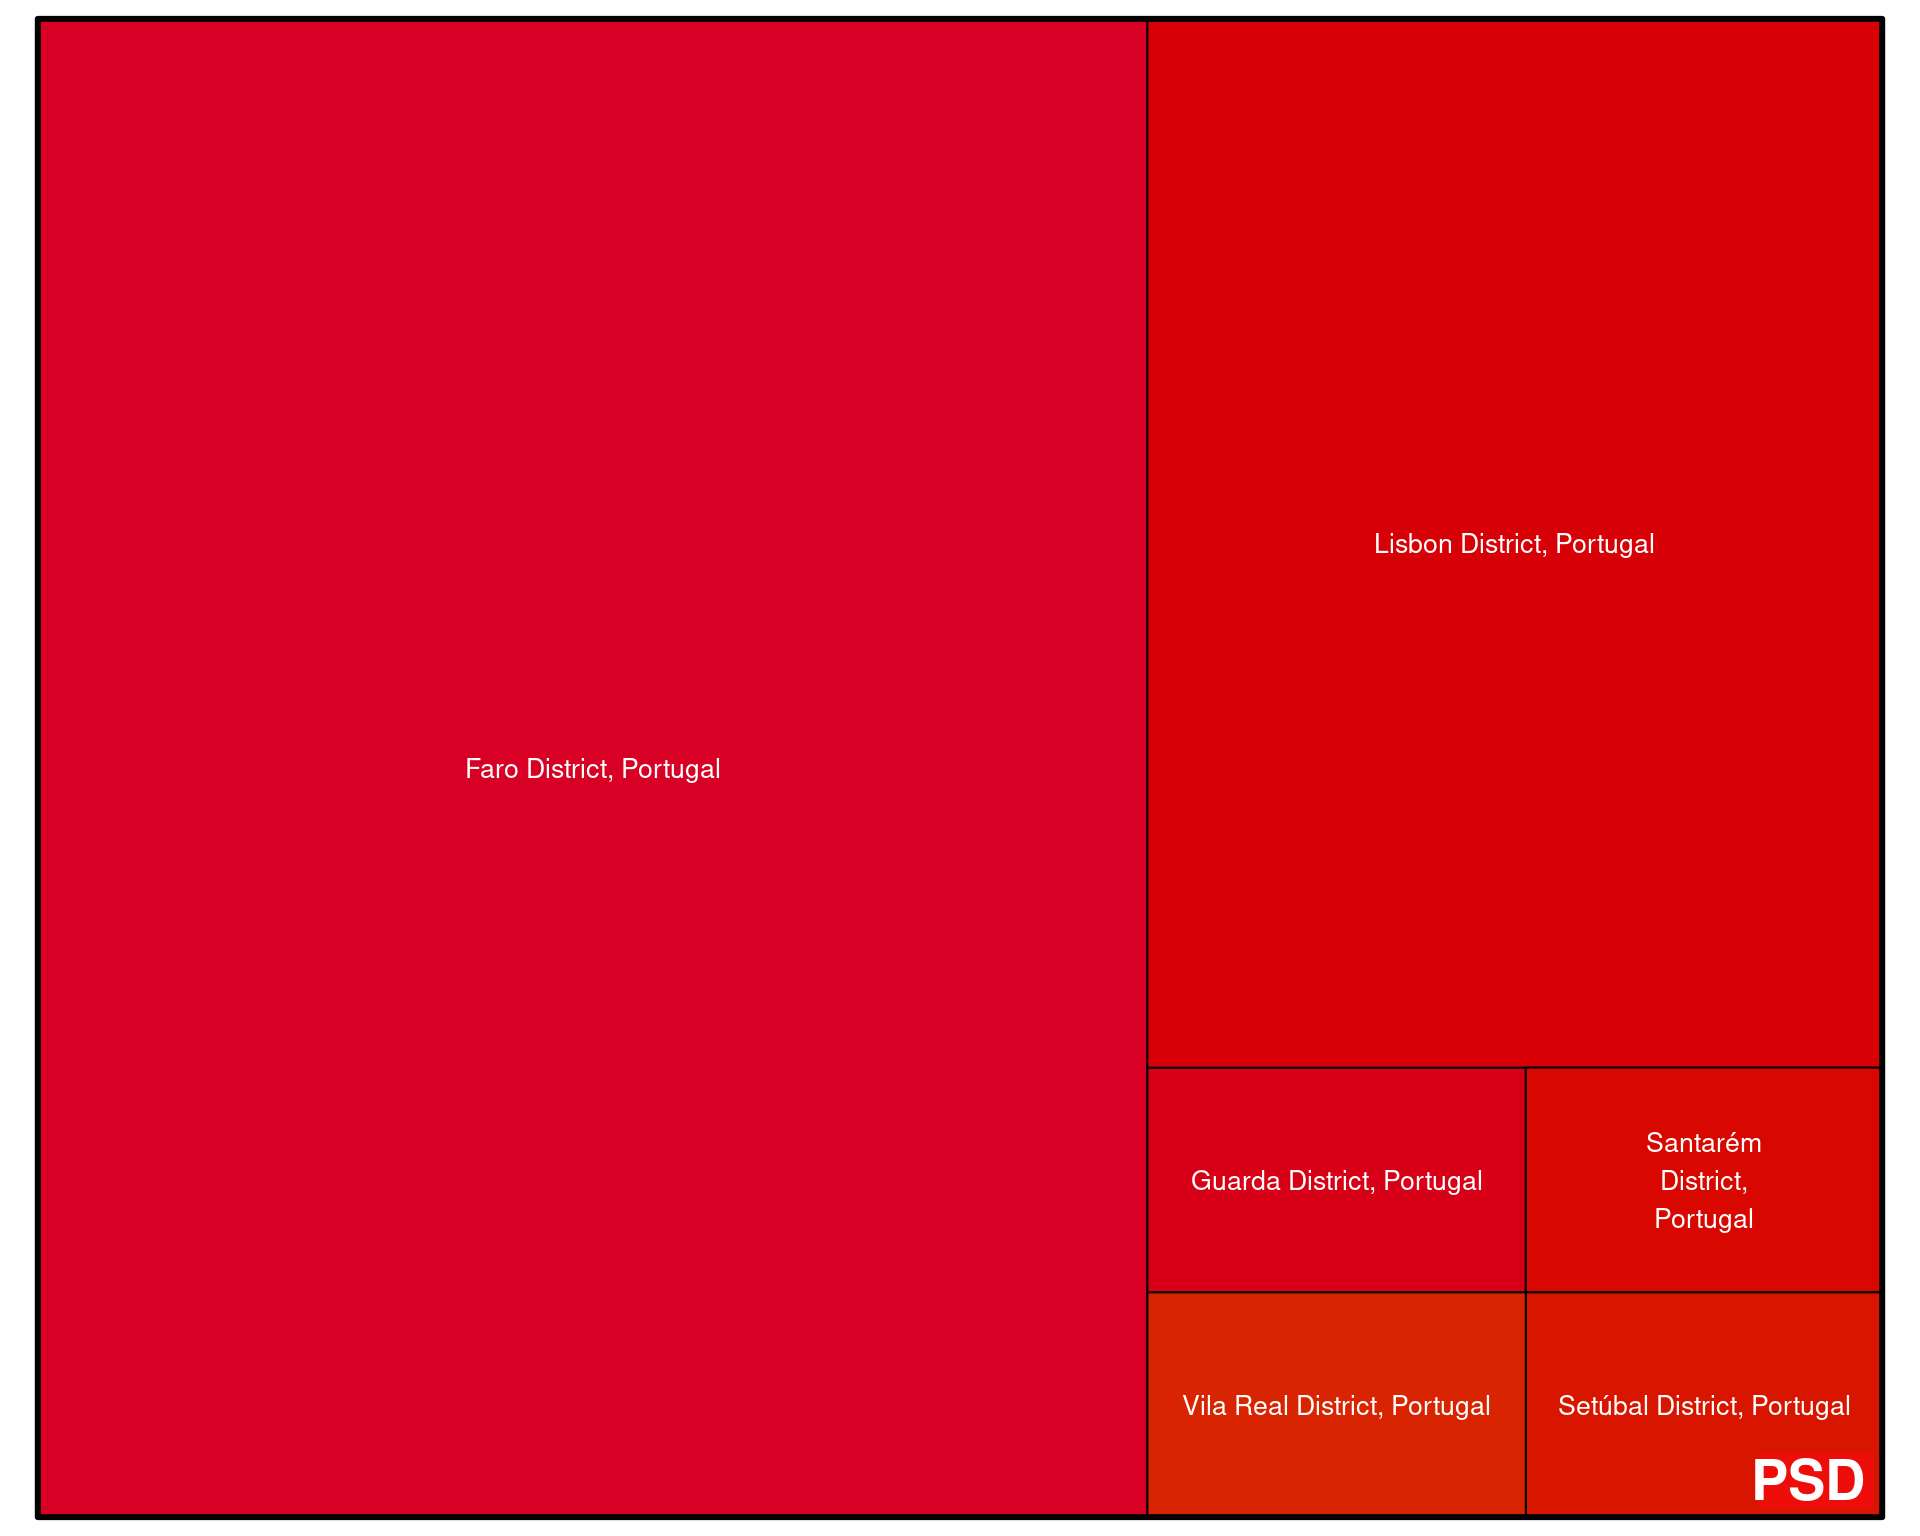 Faro District, Portugal
Lisbon District, Portugal
Guarda District, Portugal
Santarém
District,
Portugal
Vila Real District, Portugal
Setúbal District, Portugal
PSD